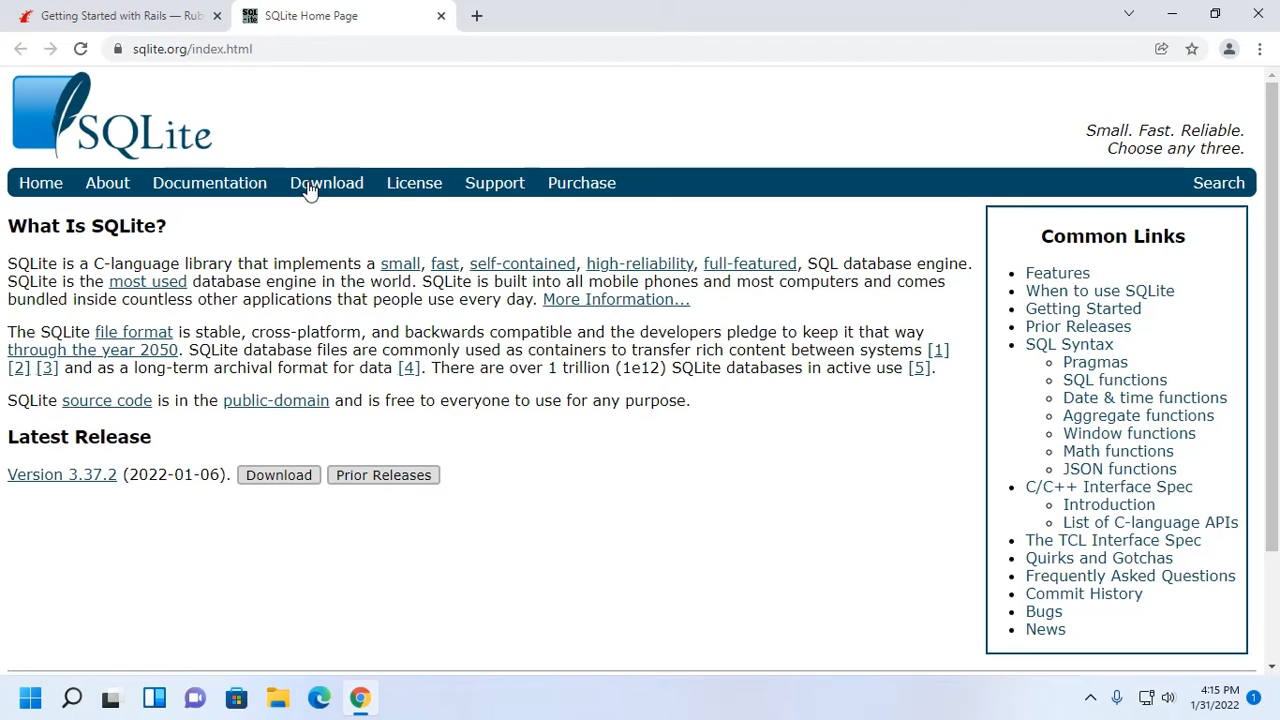 Getting Started with Rails — Rub
SQLite Home Page
sqlite.org/index.html
SQLite
Small. Fast. Reliable.
Choose any three.
Home About Documentation Download License Support Purchase Search
What Is SQLite?
SQLite is a C-language library that implements a small, fast, self-contained, high-reliability, full-featured, SQL database engine.
SQLite is the most used database engine in the world. SQLite is built into all mobile phones and most computers and comes
bundled inside countless other applications that people use every day. More Information...
The SQLite file format is stable, cross-platform, and backwards compatible and the developers pledge to keep it that way
through the year 2050. SQLite database files are commonly used as containers to transfer rich content between systems [1]
[2] [3] and as a long-term archival format for data [4]. There are over 1 trillion (1e12) SQLite databases in active use [5].
SQLite source code is in the public-domain and is free to everyone to use for any purpose.
Latest Release
Version 3.37.2 (2022-01-06). Download Prior Releases
Common Links
Features
When to use SQLite
Getting Started
Prior Releases
SQL Syntax
Pragmas
SQL functions
Date & time functions
Aggregate functions
Window functions
Math functions
JSON functions
C/C++ Interface Spec
Introduction
List of C-language APIs
The TCL Interface Spec
Quirks and Gotchas
Frequently Asked Questions
Commit History
Bugs
News
4:15 PM
1/31/2022
1